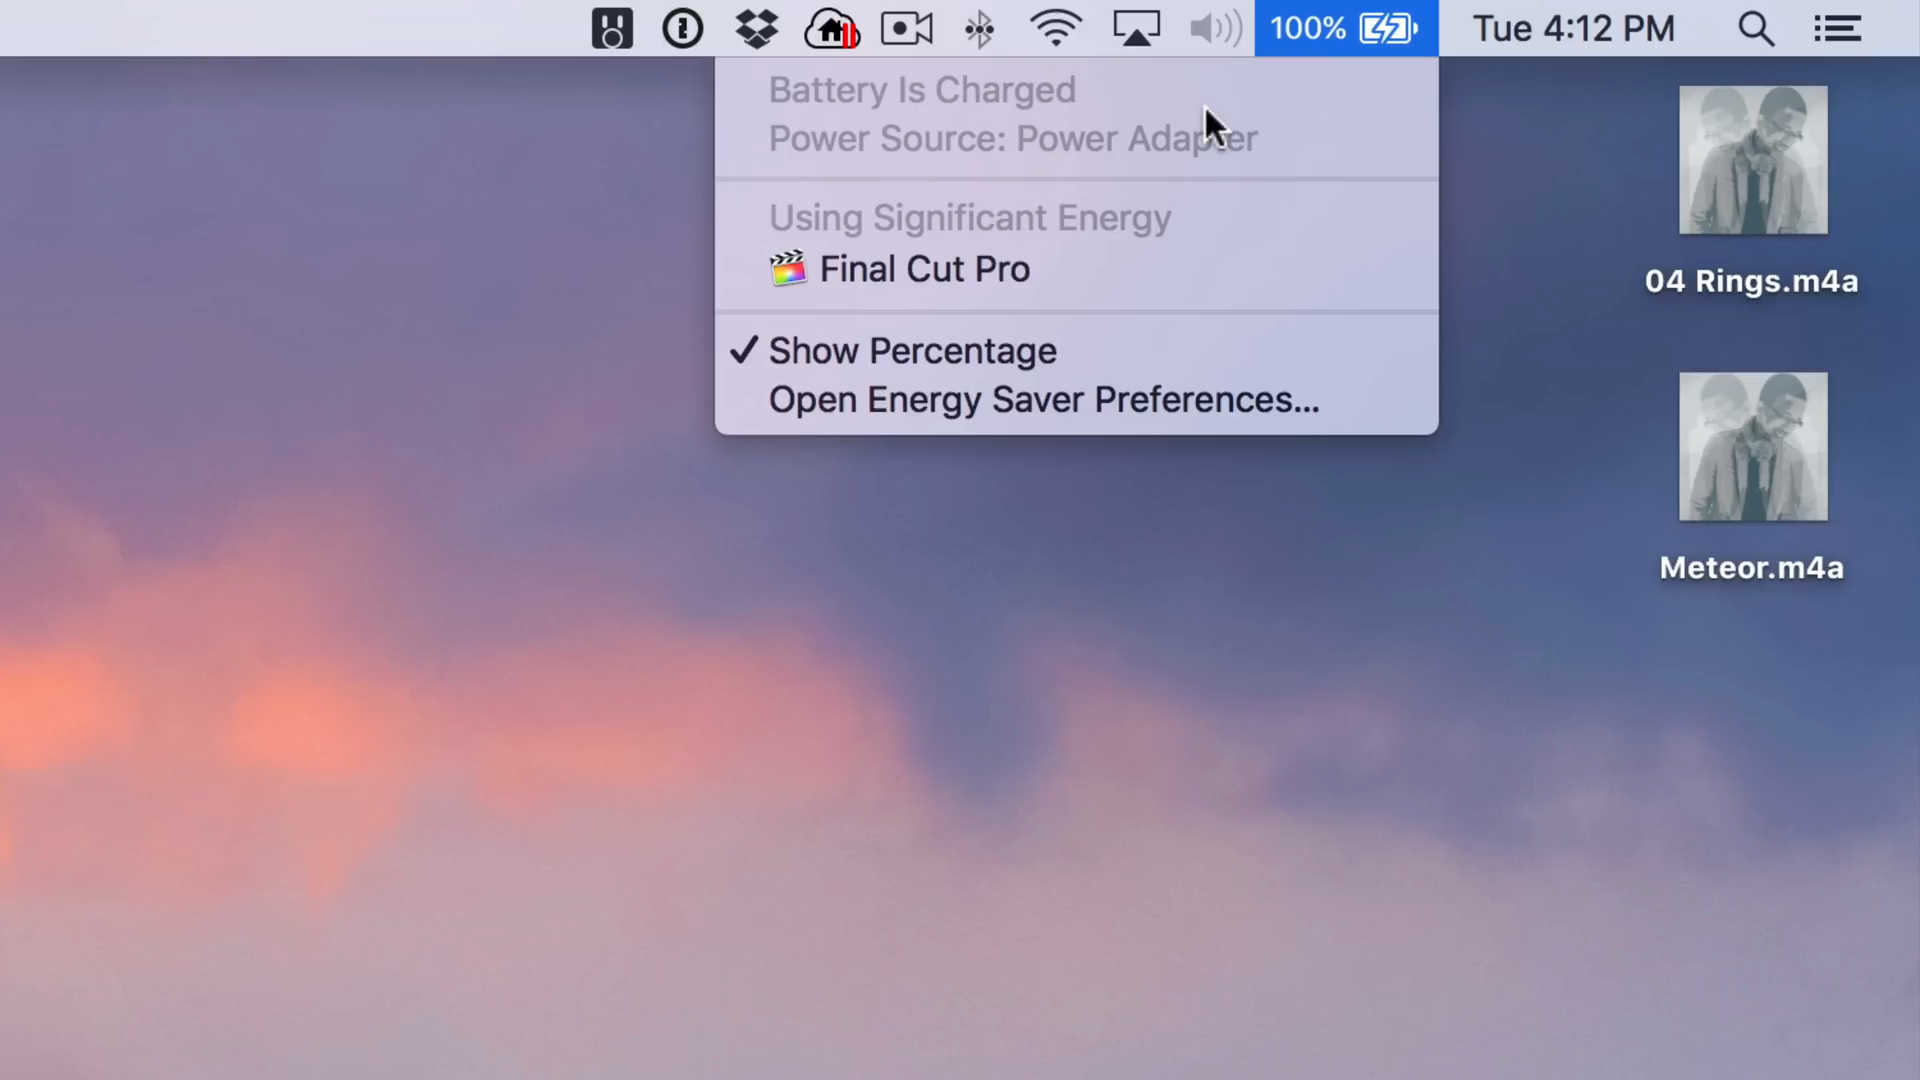 100%
Tue 4:12 PM
Battery Is Charged
Power Source: Power Adapter
Using Significant Energy
Final Cut Pro
✓ Show Percentage
Open Energy Saver Preferences...
04 Rings.m4a
Meteor.m4a